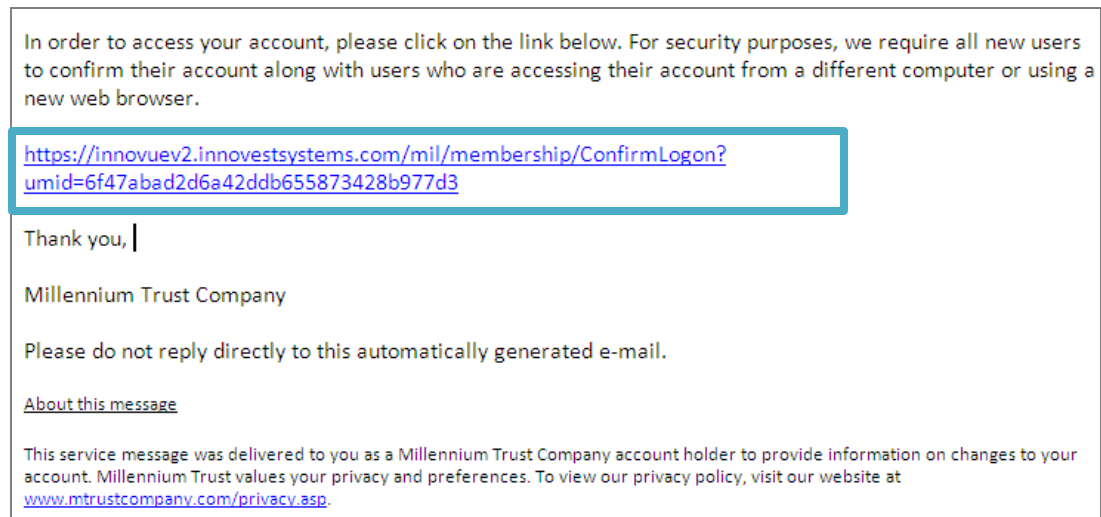 In order to access your account, please click on the link below. For security purposes, we require all new users
to confirm their account along with users who are accessing their account from a different computer or using a
new web browser.
https://innovuev2.innovestsystems.com/mil/membership/ConfirmLogon?
umid=6f47abad2d6a42ddb655873428b977d3
Thank you,
Millennium Trust Company
Please do not reply directly to this automatically generated e-mail.
About this message
This service message was delivered to you as a Millennium Trust Company account holder to provide information on changes to your
account. Millennium Trust values your privacy and preferences. To view our privacy policy, visit our website at
www.mtrustcompany.com/privacy.asp.